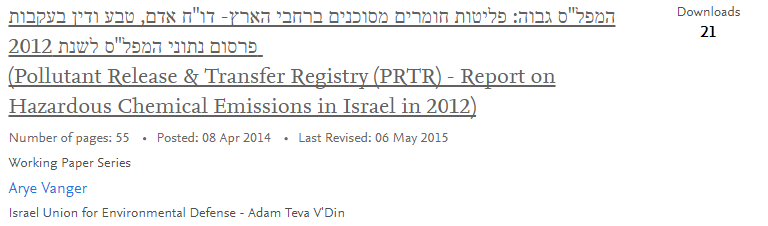 המפל"ס גבוה: פליטות חומרים מסוכנים ברחבי הארץ- דו"ח אדם, טבע ודין בעקבות
פרסום נתוני המפל"ס לשנת 2012
(Pollutant Release & Transfer Registry (PRTR) - Report on
Hazardous Chemical Emissions in Israel in 2012)
Number of pages: 55 • Posted: 08 Apr 2014 • Last Revised: 06 May 2015
Working Paper Series
Arye Vanger
Israel Union for Environmental Defense - Adam Teva V'Din
Downloads
21